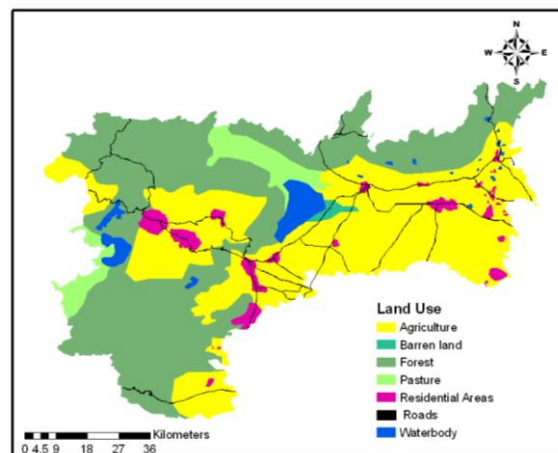 N
W E
S
Land Use
Agriculture
Barren land
Forest
Pasture
Residential Areas
Roads
Waterbody
Kilometers
0 4.5 9 18 27 36